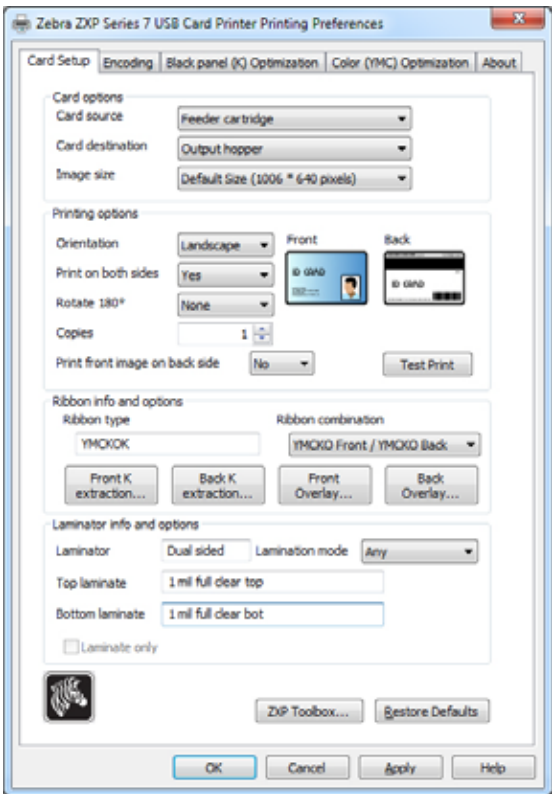 Zebra ZXP Series 7 USB Card Printer Printing Preferences
Card Setup Encoding Black panel (K) Optimization Color (YMC) Optimization About
Card options
Card source Feeder cartridge
Card destination Output hopper
Image size Default Size (1006 * 640 pixels)
Printing options
Orientation Landscape Front Back
Print on both sides Yes ID CARD ID CARD
Rotate 180° None
Copies 1
Print front image on back side No Test Print
Ribbon info and options
Ribbon type Ribbon combination
YMCKOK YMCKO Front / YMCKO Back
Front K extraction... Back K extraction... Front Overlay... Back Overlay...
Laminator info and options
Laminator Dual sided Lamination mode Any
Top laminate 1 mil full clear top
Bottom laminate 1 mil full clear bot
Laminate only
ZXP Toolbox... Restore Defaults
OK Cancel Apply Help